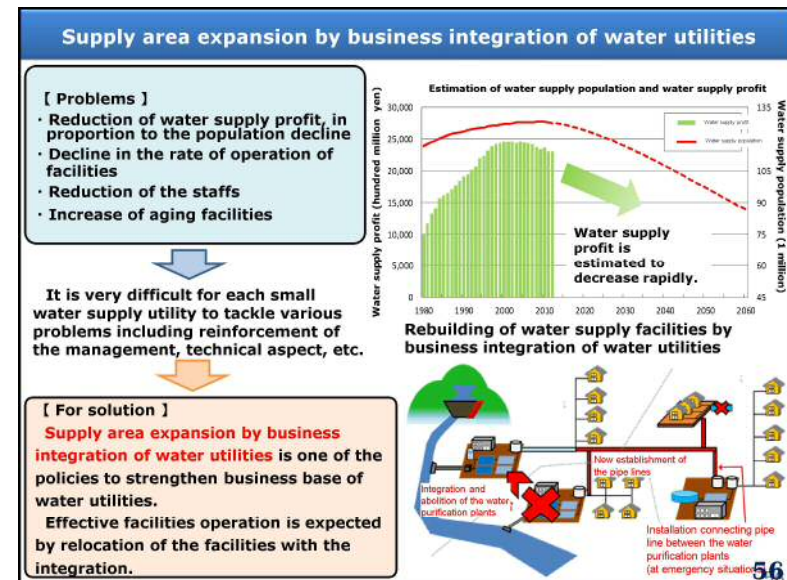 Supply area expansion by business integration of water utilities
【 Problems 】
· Reduction of water supply profit, in
proportion to the population decline
· Decline in the rate of operation of
facilities
· Reduction of the staffs
· Increase of aging facilities
It is very difficult for each small
water supply utility to tackle various
problems including reinforcement of
the management, technical aspect, etc.
【 For solution 】
Supply area expansion by business
integration of water utilities is one of the
policies to strengthen business base of
water utilities.
Effective facilities operation is expected
by relocation of the facilities with the
integration.
Estimation of water supply population and water supply profit
Water supply profit (hundred million yen)
30,000
25,000
20,000
15,000
10,000
5,000
0
1980 1990 2000 2010 2020 2030 2040 2050 2060
135
120
105
90
75
60
45
Water supply population (1 million)
Water supply profit
Water supply population
Water supply
profit is
estimated to
decrease rapidly.
Rebuilding of water supply facilities by
business integration of water utilities
New establishment of
the pipe lines
Integration and
abolition of the water
purification plants
Installation connecting pipe
line between the water
purification plants
(at emergency situation
56